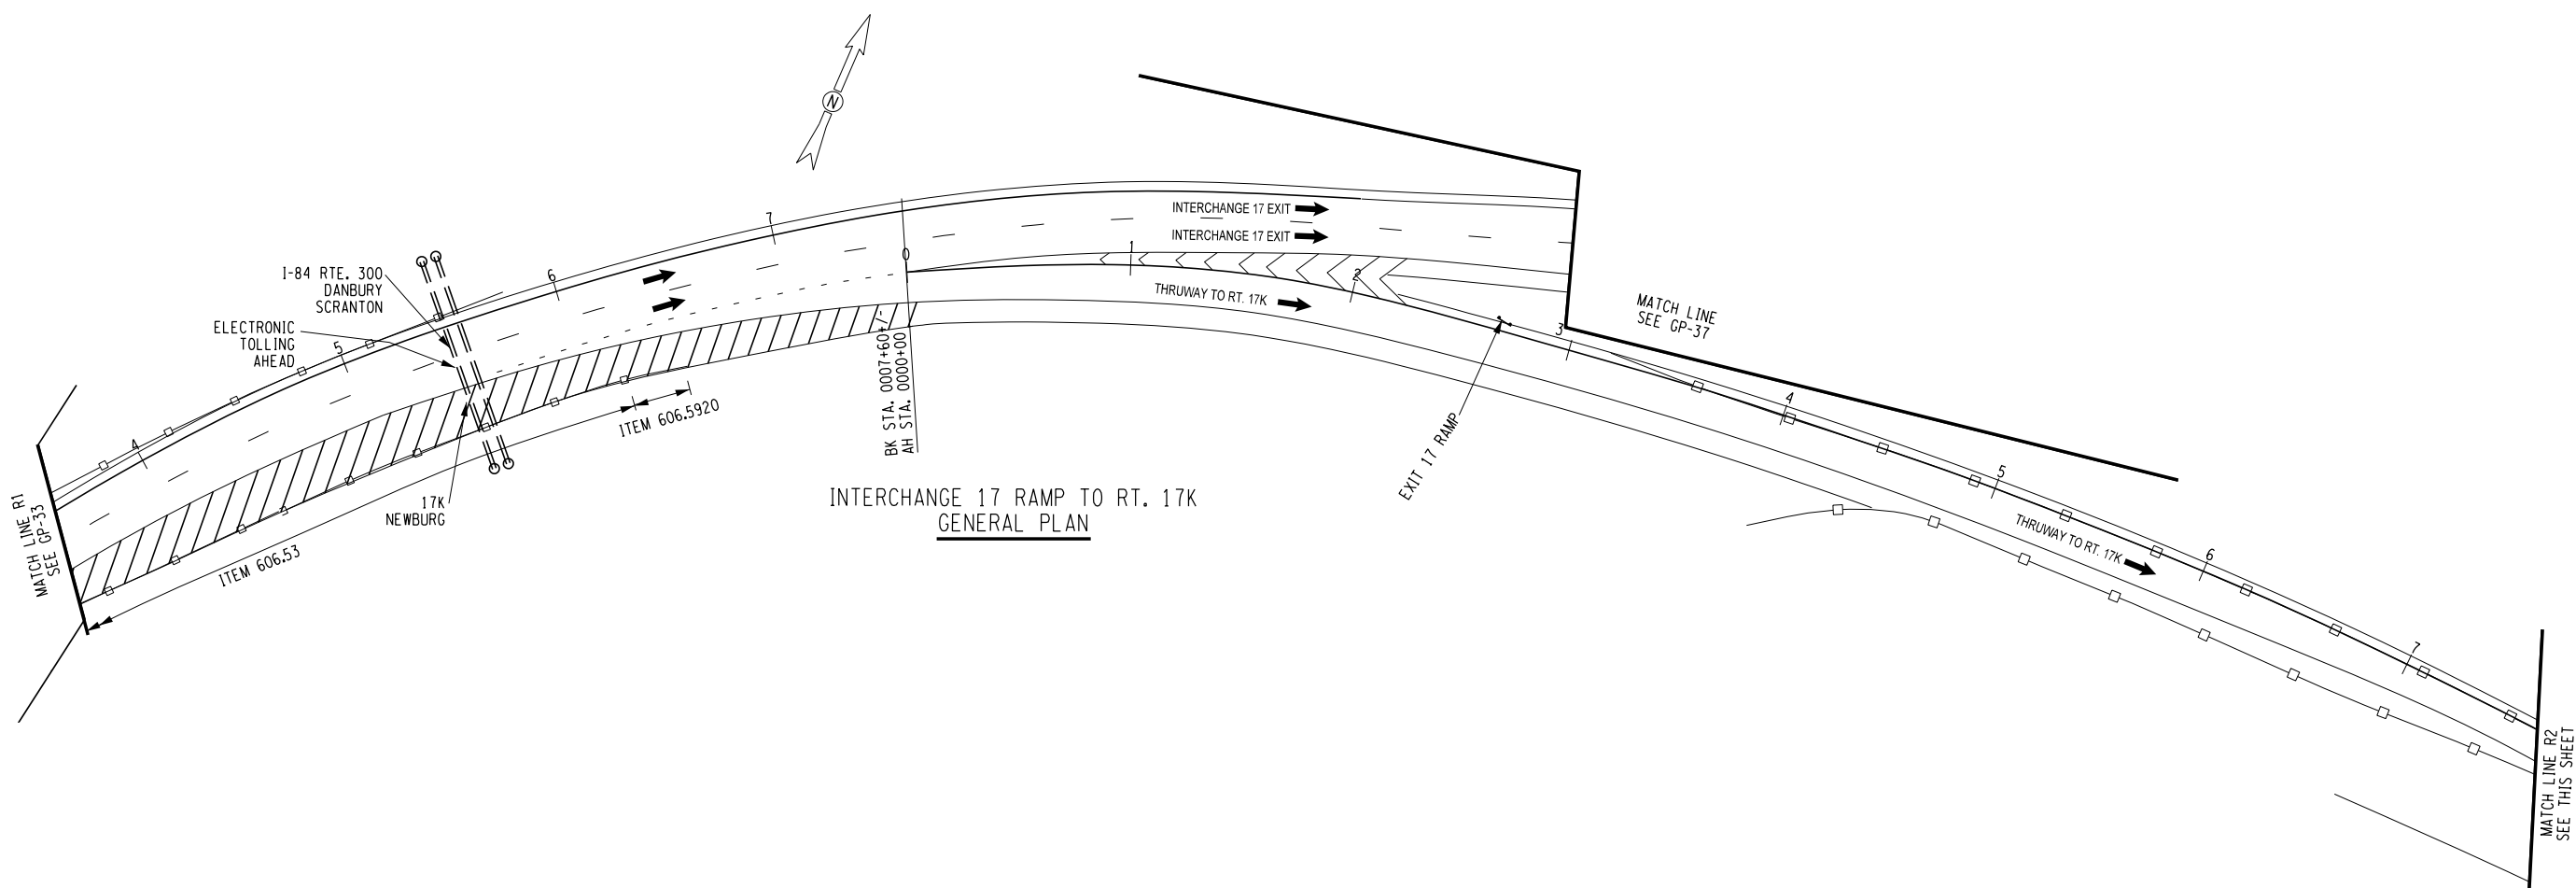 N
INTERCHANGE 17 EXIT
INTERCHANGE 17 EXIT
THRUWAY TO RT. 17K
I-84 RTE. 300
DANBURY
SCRANTON
ELECTRONIC
TOLLING
AHEAD
17K
NEWBURG
4
5
6
7
0
1
2
3
4
5
6
7
MATCH LINE R1
SEE GP-33
ITEM 606.53
ITEM 606.5920
BK STA. 0007+60+/-
AH STA. 0000+00
EXIT 17 RAMP
MATCH LINE
SEE GP-37
THRUWAY TO RT. 17K
MATCH LINE R2
SEE THIS SHEET
INTERCHANGE 17 RAMP TO RT. 17K
GENERAL PLAN